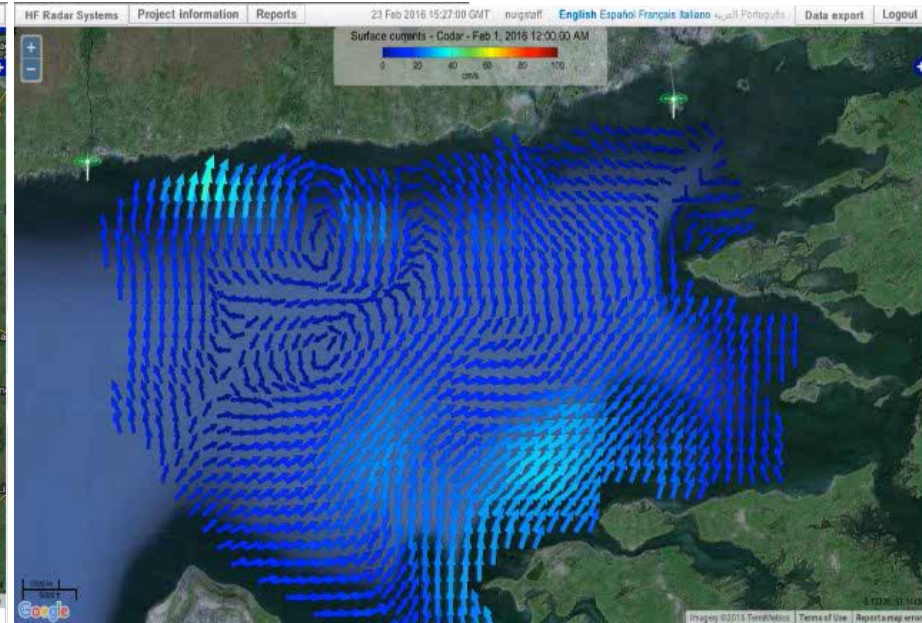 HF Radar Systems Project information Reports 23 Feb 2016 15:27:00 GMT nuigstaff English Español Français Italiano العربية Português Data export Logout
+
−
Surface currents - Codar - Feb 1, 2016 12:00:00 AM
0 20 40 60 80 100
cm/s
Google
Imagery ©2016 TerraMetrics Terms of Use Report a map error